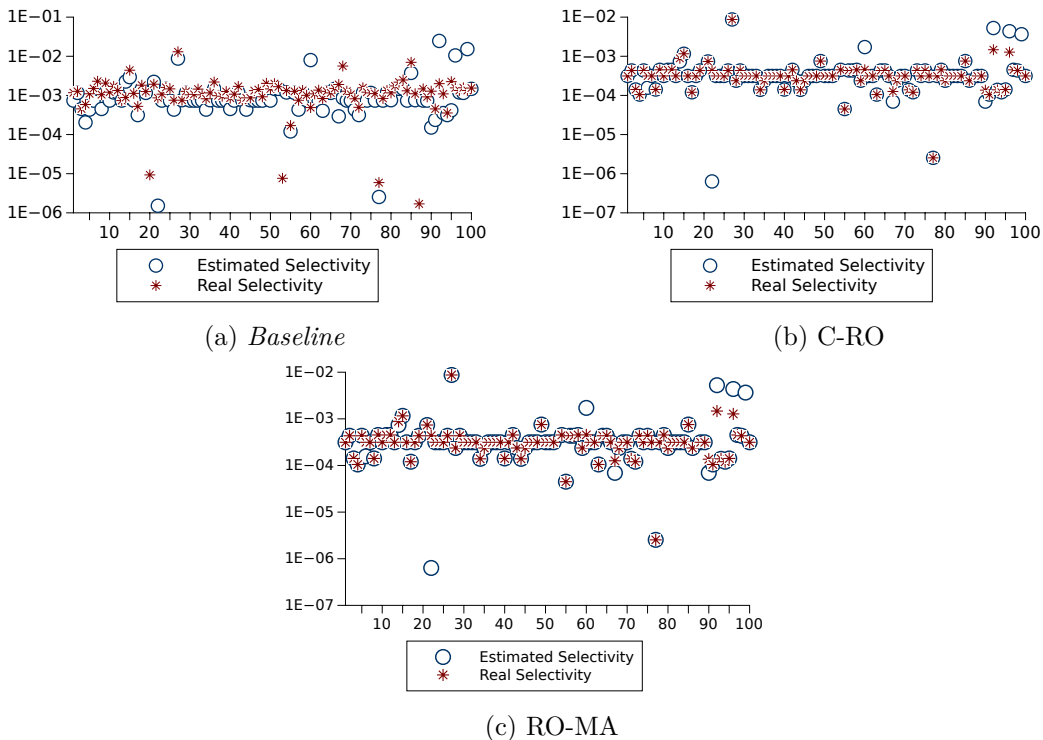 1E−01
1E−02
1E−03
1E−04
1E−05
1E−06
10 20 30 40 50 60 70 80 90 100
Estimated Selectivity
Real Selectivity
(a) Baseline
1E−02
1E−03
1E−04
1E−05
1E−06
1E−07
10 20 30 40 50 60 70 80 90 100
Estimated Selectivity
Real Selectivity
(b) C-RO
1E−02
1E−03
1E−04
1E−05
1E−06
1E−07
10 20 30 40 50 60 70 80 90 100
Estimated Selectivity
Real Selectivity
(c) RO-MA